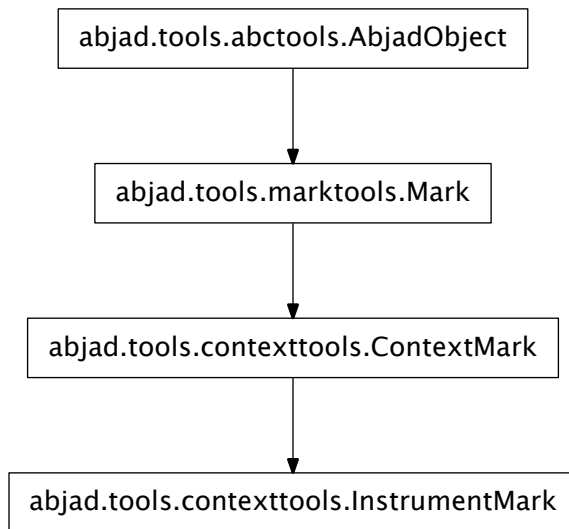 abjad.tools.abctools.AbjadObject
abjad.tools.marktools.Mark
abjad.tools.contexttools.ContextMark
abjad.tools.contexttools.InstrumentMark